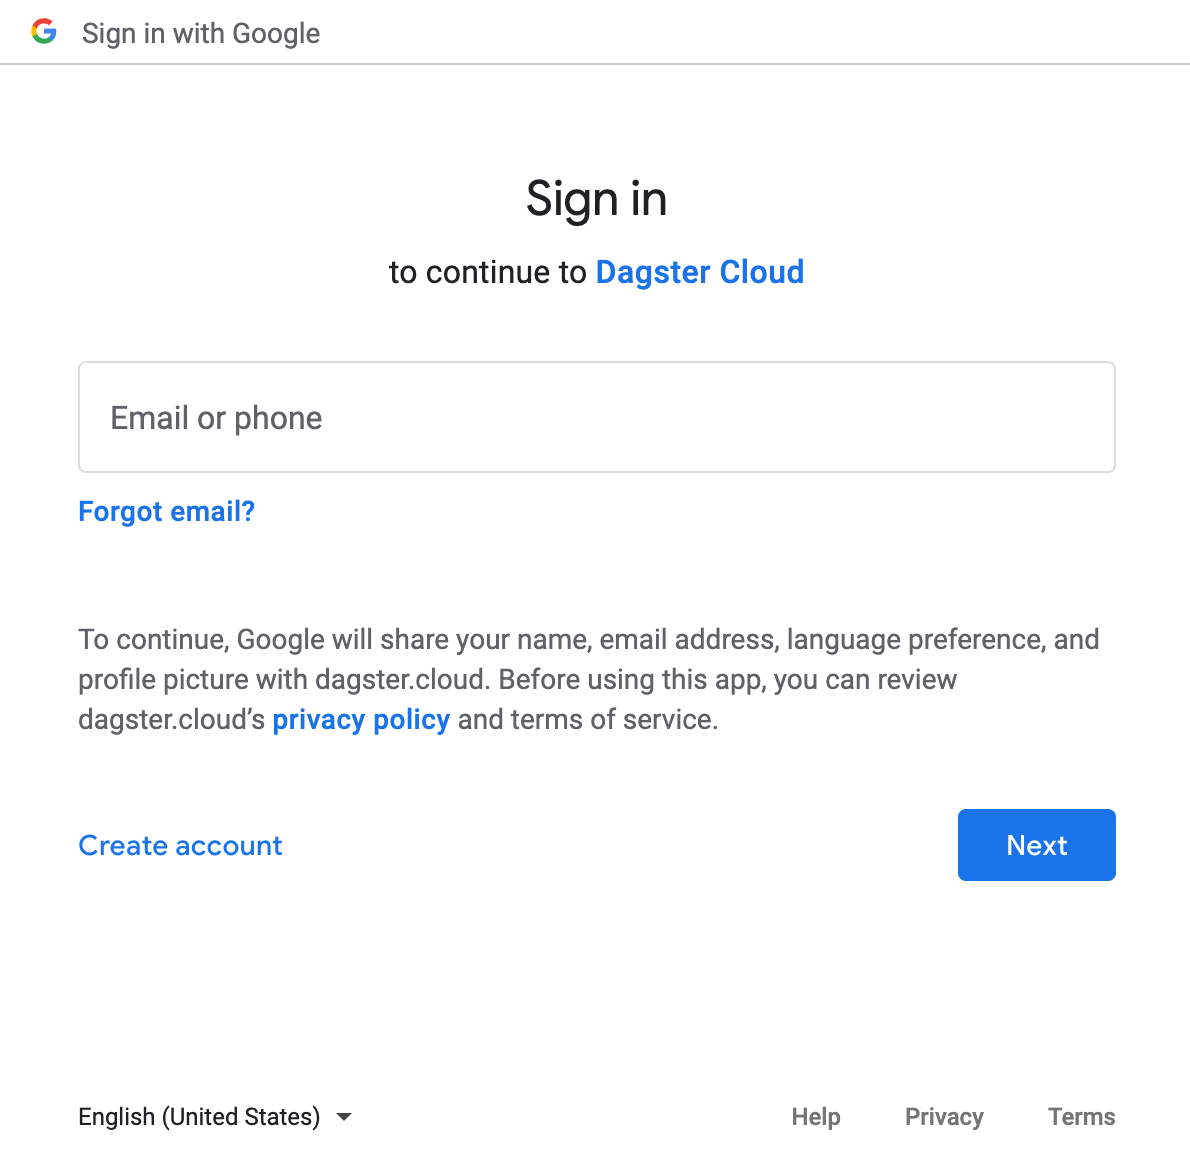 Sign in with Google
Sign in
to continue to Dagster Cloud
Email or phone
Forgot email?
To continue, Google will share your name, email address, language preference, and
profile picture with dagster.cloud. Before using this app, you can review
dagster.cloud’s privacy policy and terms of service.
Create account
Next
English (United States)
Help
Privacy
Terms